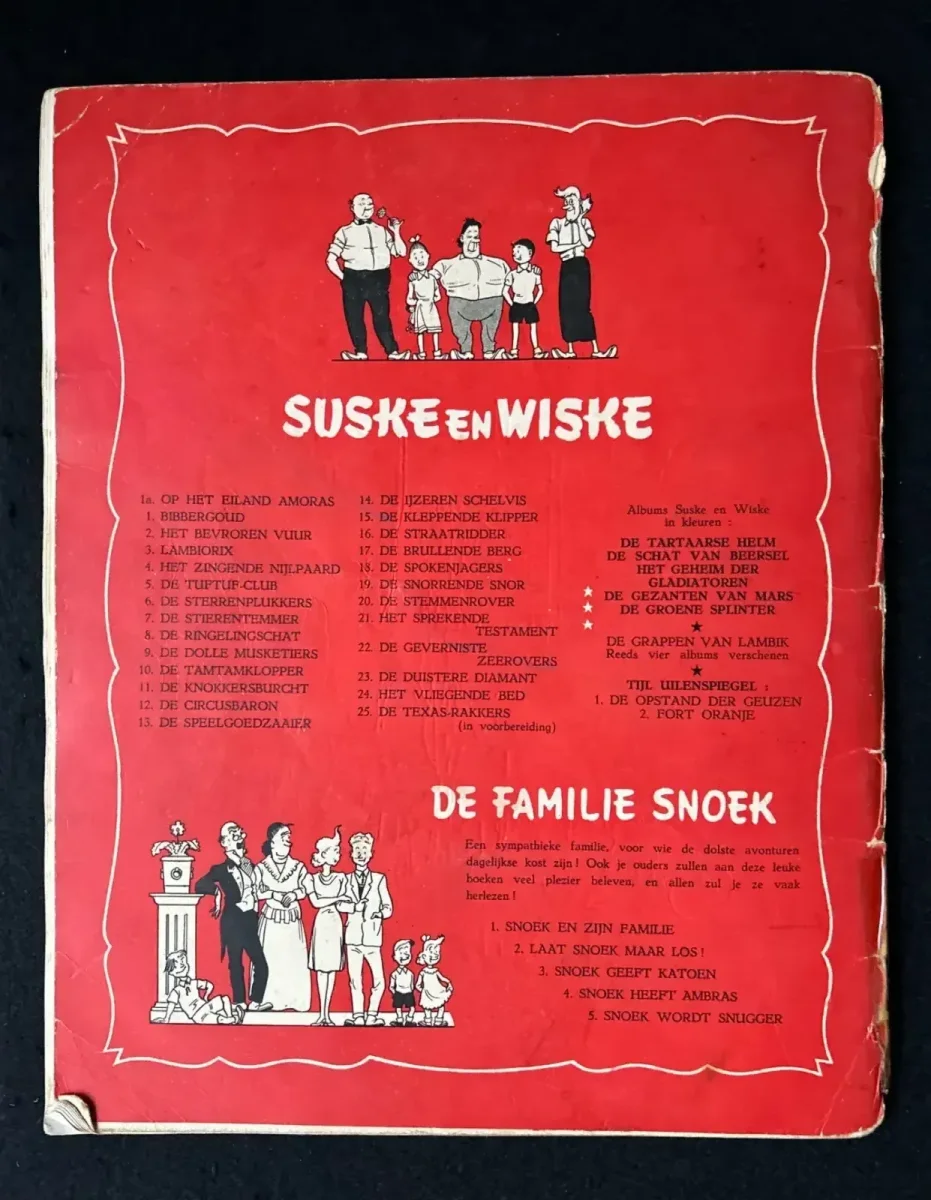 SUSKE EN WISKE
1a. OP HET EILAND AMORAS
1. BIBBERGOUD
2. HET BEVROREN VUUR
3. LAMBIORIX
4. HET ZINGENDE NIJLPAARD
5. DE TUFTUF-CLUB
6. DE STERRENPLUKKERS
7. DE STIERENTEMMER
8. DE RINGELINGSCHAT
9. DE DOLLE MUSKETIERS
10. DE TAMTAMKLOPPER
11. DE KNOKKERSBURCHT
12. DE CIRCUSBARON
13. DE SPEELGOEDZAAIER
14. DE IJZEREN SCHELVIS
15. DE KLEPPENDE KLIPPER
16. DE STRAATRIDDER
17. DE BRULLENDE BERG
18. DE SPOKENJAGERS
19. DE SNORRENDE SNOR
20. DE STEMMENROVER
21. HET SPREKENDE
TESTAMENT
22. DE GEVERNISTE
ZEEROVERS
23. DE DUISTERE DIAMANT
24. HET VLIEGENDE BED
25. DE TEXAS-RAKKERS
(in voorbereiding)
Albums Suske en Wiske
in kleuren :
DE TARTAARSE HELM
DE SCHAT VAN BEERSEL
HET GEHEIM DER
GLADIATOREN
DE GEZANTEN VAN MARS
DE GROENE SPLINTER
DE GRAPPEN VAN LAMBIK
Reeds vier albums verschenen
TIJL UILENSPIEGEL :
1. DE OPSTAND DER GEUZEN
2. FORT ORANJE
DE FAMILIE SNOEK
Een sympathieke familie, voor wie de dolste avonturen
dagelijkse kost zijn ! Ook je ouders zullen aan deze leuke
boeken veel plezier beleven, en allen zul je ze vaak
herlezen !
1. SNOEK EN ZIJN FAMILIE
2. LAAT SNOEK MAAR LOS !
3. SNOEK GEEFT KATOEN
4. SNOEK HEEFT AMBRAS
5. SNOEK WORDT SNUGGER